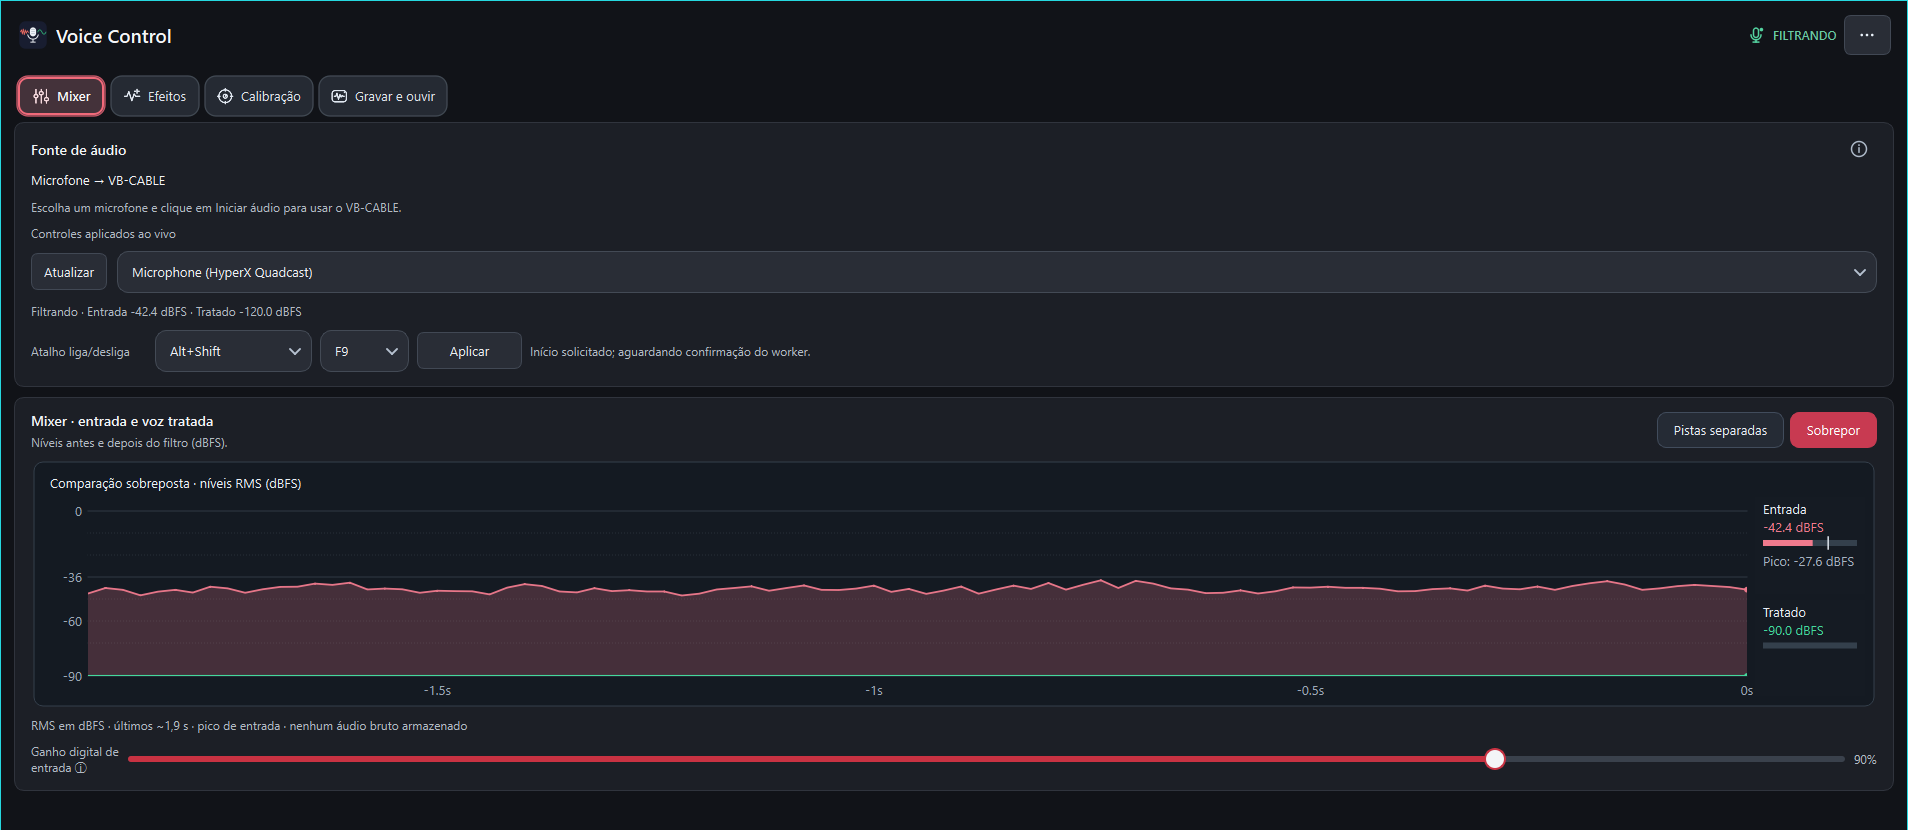 Voice Control
FILTRANDO
Mixer
Efeitos
Calibração
Gravar e ouvir
Fonte de áudio
Microfone → VB-CABLE
Escolha um microfone e clique em Iniciar áudio para usar o VB-CABLE.
Controles aplicados ao vivo
Atualizar
Microphone (HyperX Quadcast)
Filtrando · Entrada -42.4 dBFS · Tratado -120.0 dBFS
Atalho liga/desliga
Alt+Shift
F9
Aplicar
Início solicitado; aguardando confirmação do worker.
Mixer · entrada e voz tratada
Níveis antes e depois do filtro (dBFS).
Pistas separadas
Sobrepor
Comparação sobreposta · níveis RMS (dBFS)
0
-36
-60
-90
-1.5s
-1s
-0.5s
0s
Entrada
-42.4 dBFS
Pico: -27.6 dBFS
Tratado
-90.0 dBFS
RMS em dBFS · últimos ~1,9 s · pico de entrada · nenhum áudio bruto armazenado
Ganho digital de
entrada ⓘ
90%